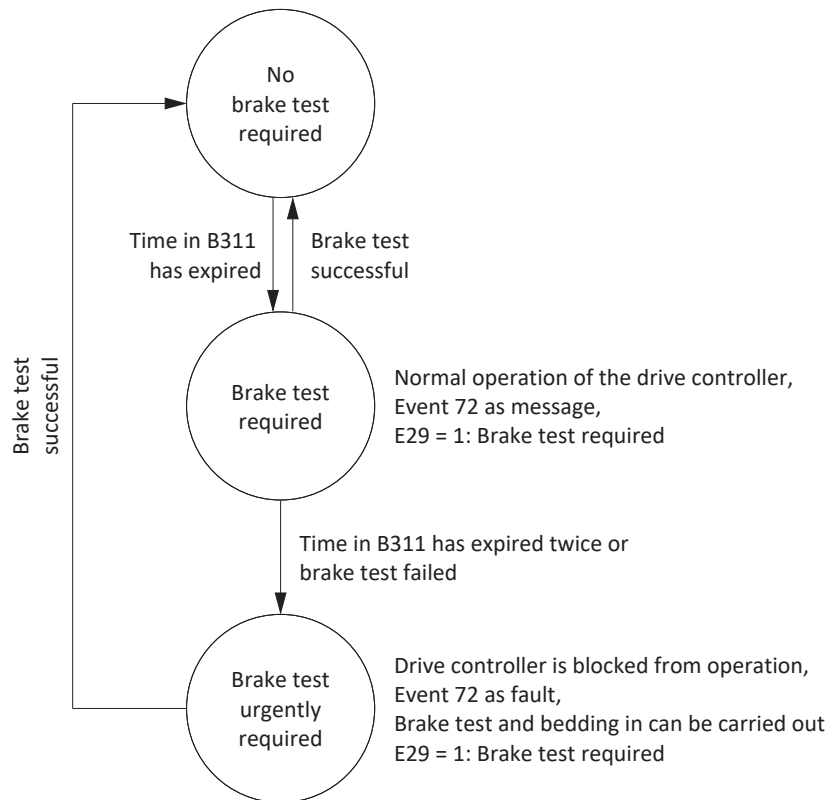 No
brake test
required
Time in B311
has expired
Brake test
successful
Brake test
successful
Brake test
required
Normal operation of the drive controller,
Event 72 as message,
E29 = 1: Brake test required
Time in B311 has expired twice or
brake test failed
Brake test
urgently
required
Drive controller is blocked from operation,
Event 72 as fault,
Brake test and bedding in can be carried out
E29 = 1: Brake test required